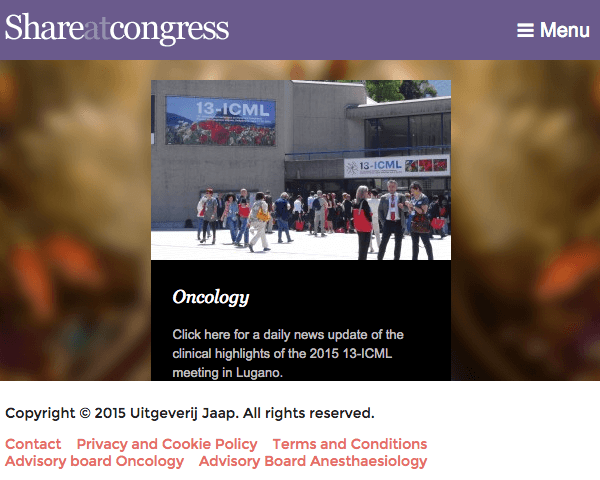 Shareatcongress
Menu
13-ICML
13-ICML
Oncology
Click here for a daily news update of the
clinical highlights of the 2015 13-ICML
meeting in Lugano.
Copyright © 2015 Uitgeverij Jaap. All rights reserved.
Contact Privacy and Cookie Policy Terms and Conditions
Advisory board Oncology Advisory Board Anesthaesiology